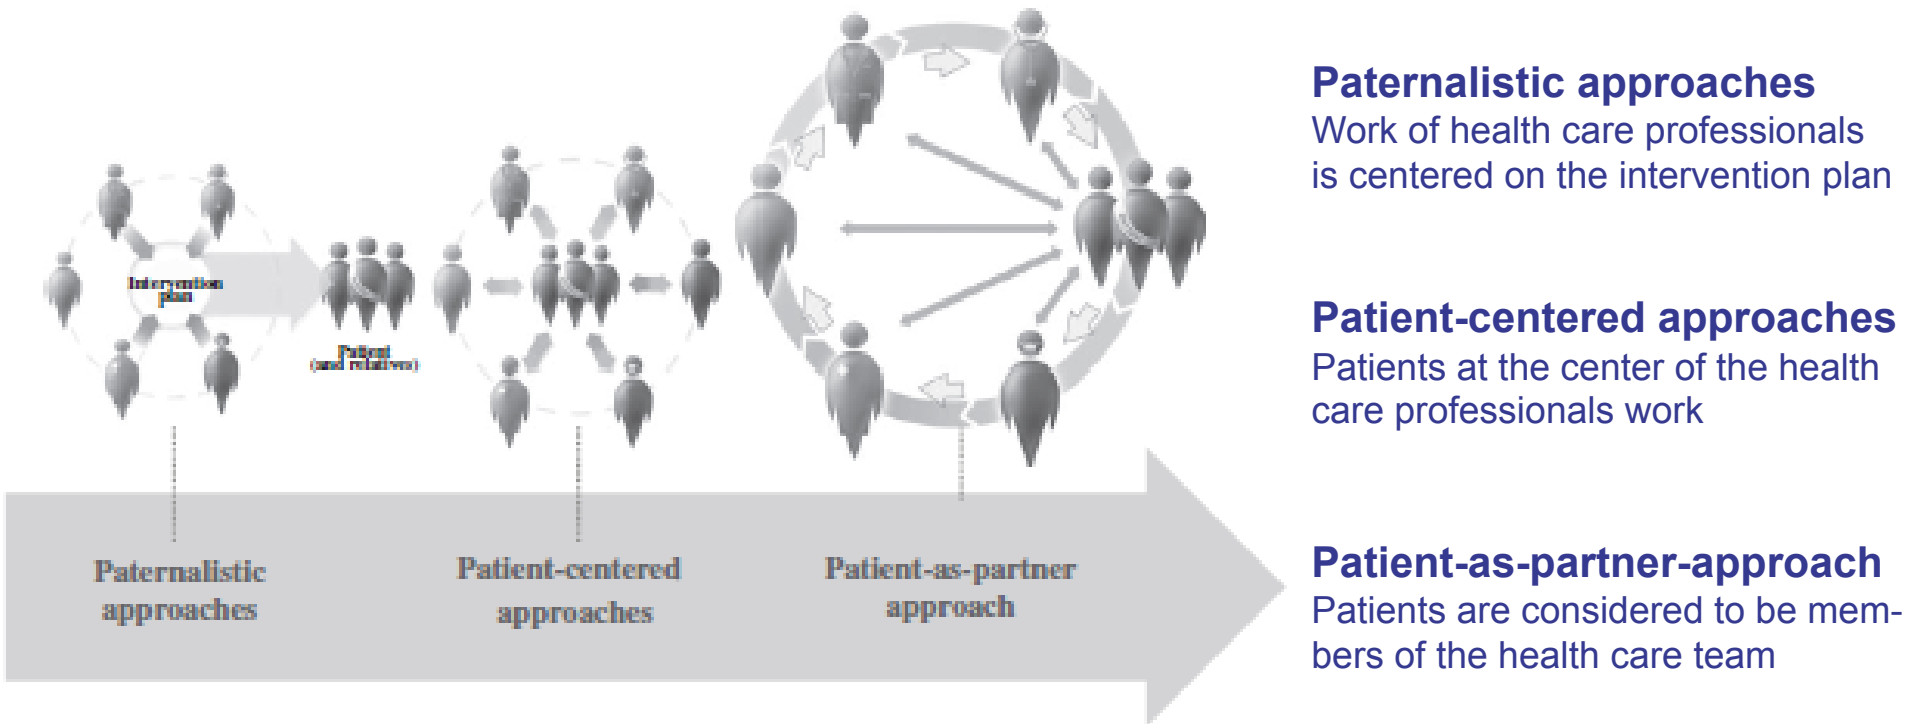 Intervention
plan
Patient
(and relatives)
Paternalistic
approaches
Patient-centered
approaches
Patient-as-partner
approach
Paternalistic approaches
Work of health care professionals
is centered on the intervention plan
Patient-centered approaches
Patients at the center of the health
care professionals work
Patient-as-partner-approach
Patients are considered to be mem-
bers of the health care team